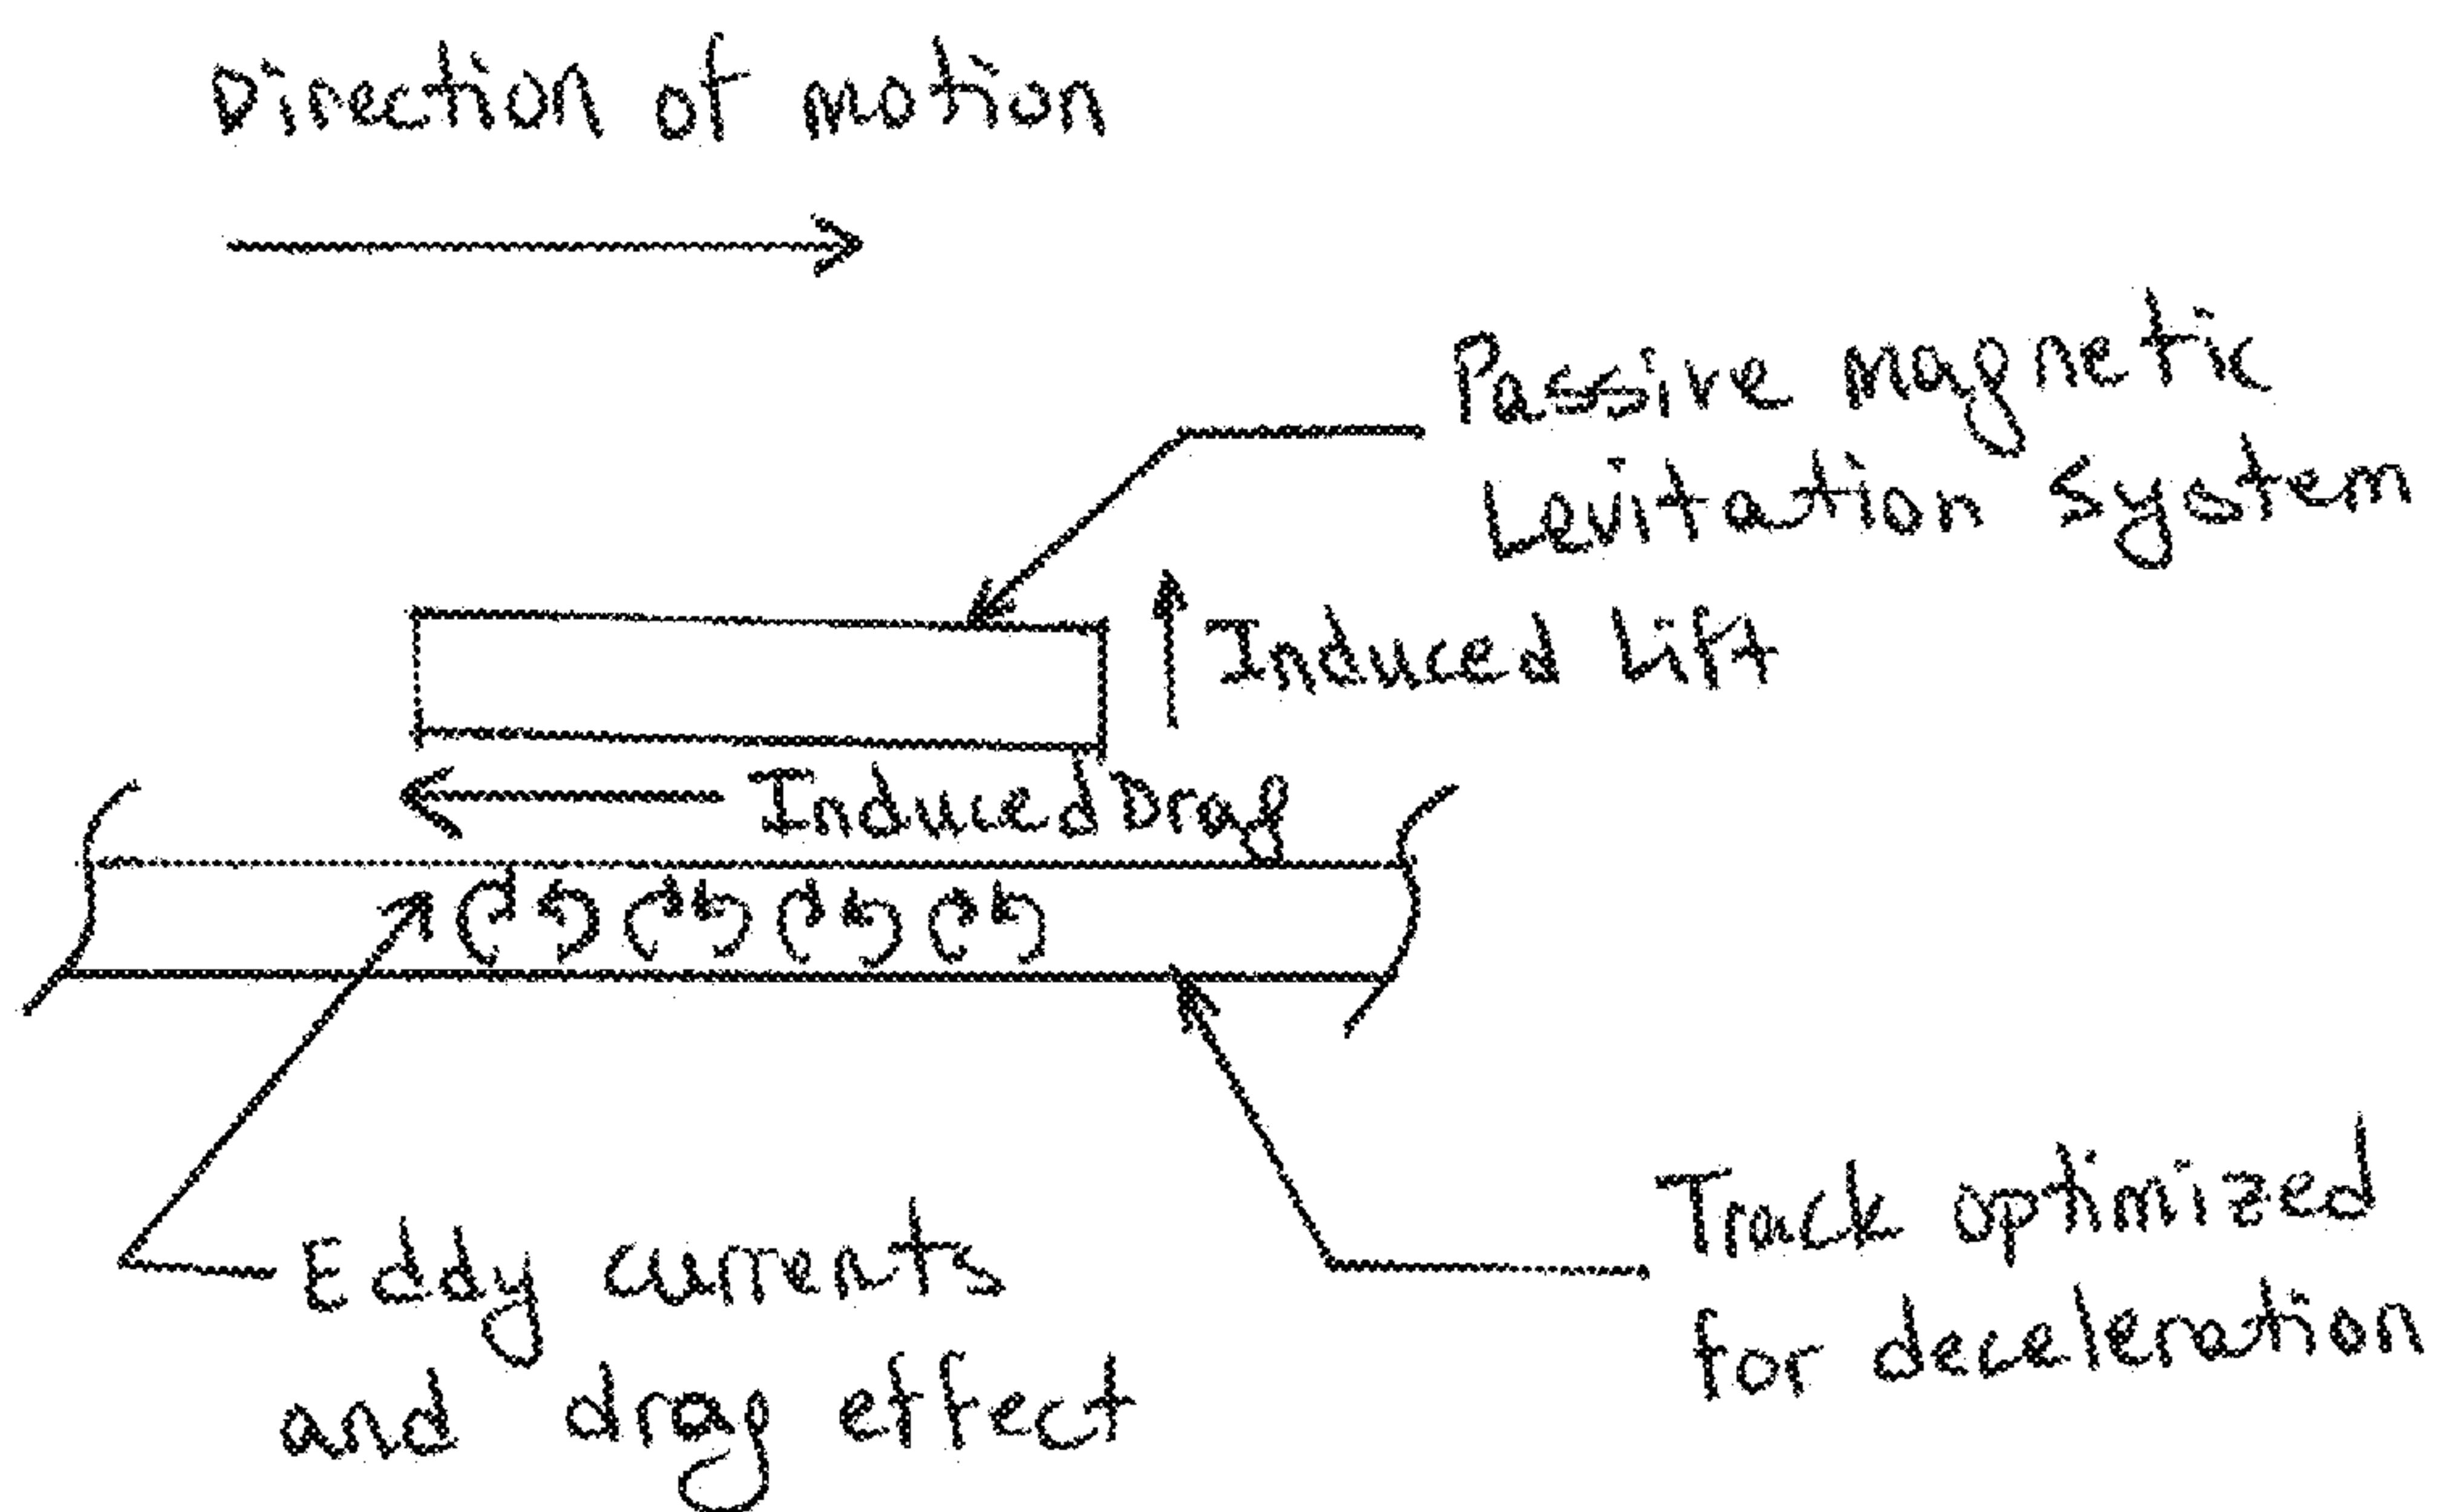 Direction of motion
Passive magnetic
Levitation system
Induced Lift
Induced Drag
Eddy currents
and drag effect
Track optimized
for deceleration